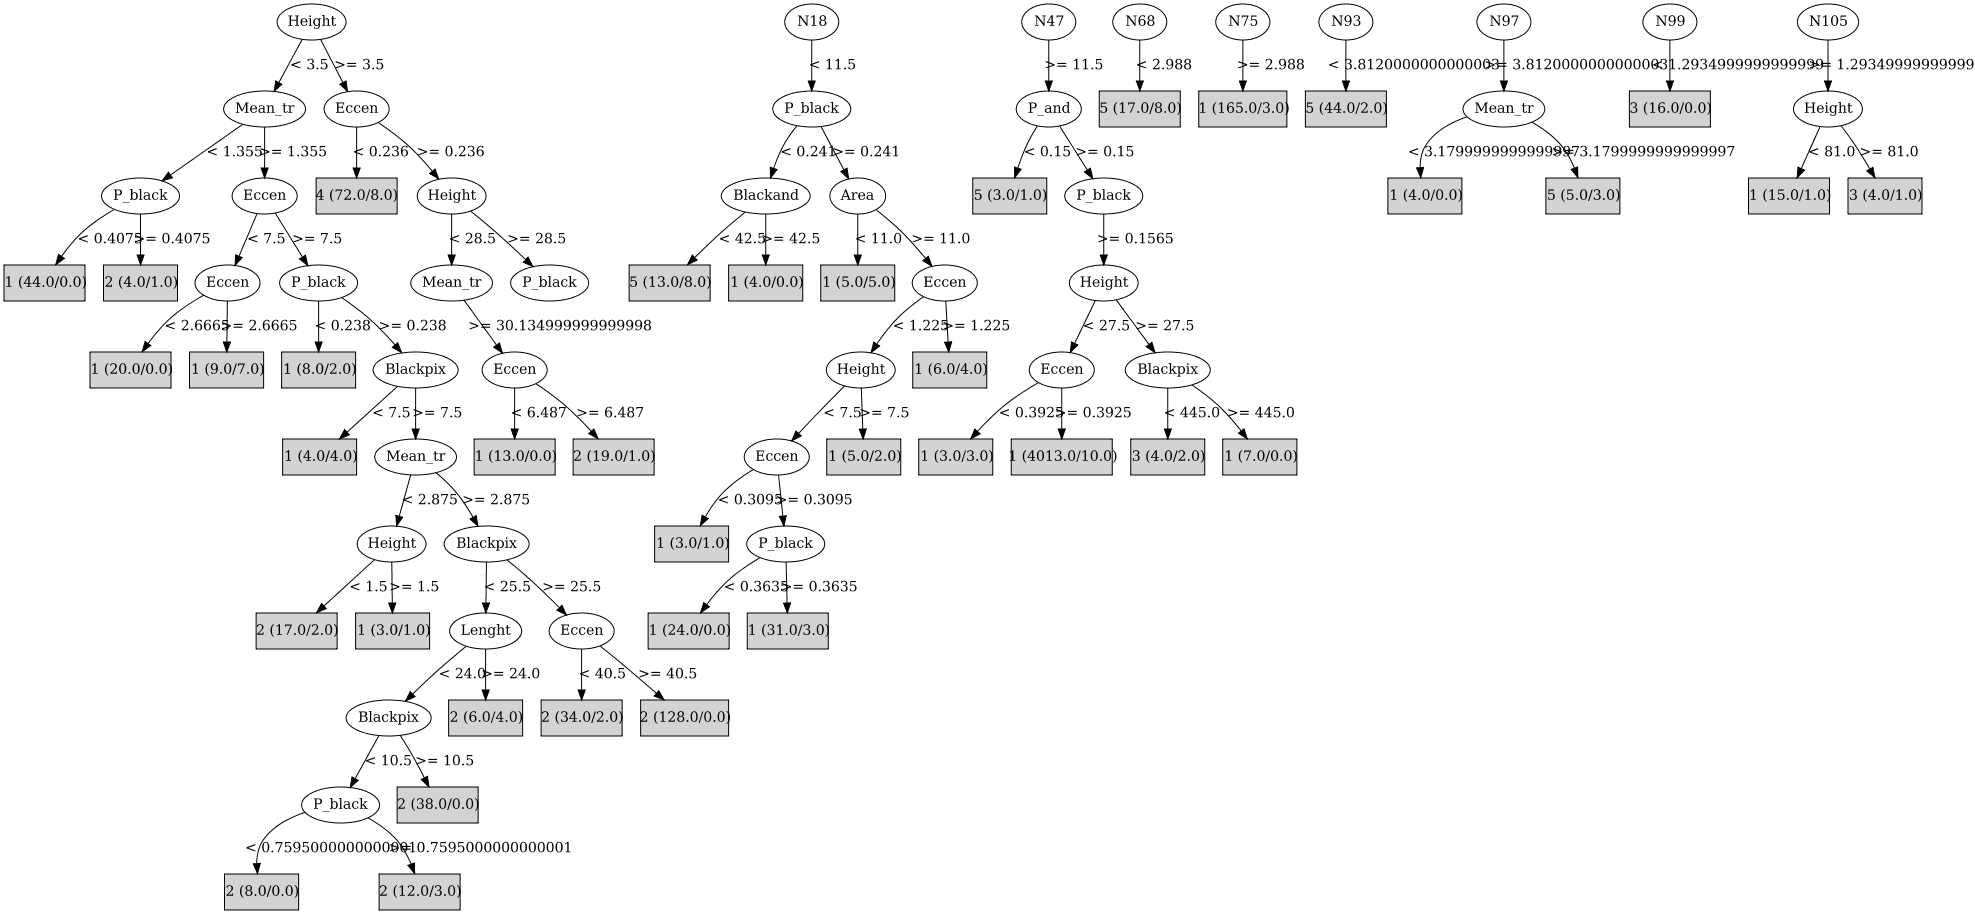 Height N18 N47 N68 N75 N93 N97 N99 N105
< 3.5 >= 3.5 < 11.5 >= 11.5 < 2.988 >= 2.988 < 3.8120000000000003 >= 3.8120000000000003 < 1.2934999999999999 >= 1.29349999999999
Mean_tr Eccen P_black P_and 5 (17.0/8.0) 1 (165.0/3.0) 5 (44.0/2.0) Mean_tr 3 (16.0/0.0) Height
< 1.355 >= 1.355 < 0.236 >= 0.236 < 0.241 >= 0.241 < 0.15 >= 0.15 < 3.1799999999999997 >= 3.1799999999999997 < 81.0 >= 81.0
P_black Eccen 4 (72.0/8.0) Height Blackand Area 5 (3.0/1.0) P_black 1 (4.0/0.0) 5 (5.0/3.0) 1 (15.0/1.0) 3 (4.0/1.0)
< 0.4075 >= 0.4075 < 7.5 >= 7.5 < 28.5 >= 28.5 < 42.5 >= 42.5 < 11.0 >= 11.0 >= 0.1565
1 (44.0/0.0) 2 (4.0/1.0) Eccen P_black Mean_tr P_black 5 (13.0/8.0) 1 (4.0/0.0) 1 (5.0/5.0) Eccen Height
< 2.6665 >= 2.6665 < 0.238 >= 0.238 >= 30.134999999999998 < 1.225 >= 1.225 < 27.5 >= 27.5
1 (20.0/0.0) 1 (9.0/7.0) 1 (8.0/2.0) Blackpix Eccen Height 1 (6.0/4.0) Eccen Blackpix
< 7.5 >= 7.5 < 6.487 >= 6.487 < 7.5 >= 7.5 < 0.3925 >= 0.3925 < 445.0 >= 445.0
1 (4.0/4.0) Mean_tr 1 (13.0/0.0) 2 (19.0/1.0) Eccen 1 (5.0/2.0) 1 (3.0/3.0) 1 (4013.0/10.0) 3 (4.0/2.0) 1 (7.0/0.0)
< 2.875 >= 2.875 < 0.3095 >= 0.3095
Height Blackpix 1 (3.0/1.0) P_black
< 1.5 >= 1.5 < 25.5 >= 25.5 < 0.3635 >= 0.3635
2 (17.0/2.0) 1 (3.0/1.0) Lenght Eccen 1 (24.0/0.0) 1 (31.0/3.0)
< 24.0 >= 24.0 < 40.5 >= 40.5
Blackpix 2 (6.0/4.0) 2 (34.0/2.0) 2 (128.0/0.0)
< 10.5 >= 10.5
P_black 2 (38.0/0.0)
< 0.7595000000000001 >= 0.7595000000000001
2 (8.0/0.0) 2 (12.0/3.0)